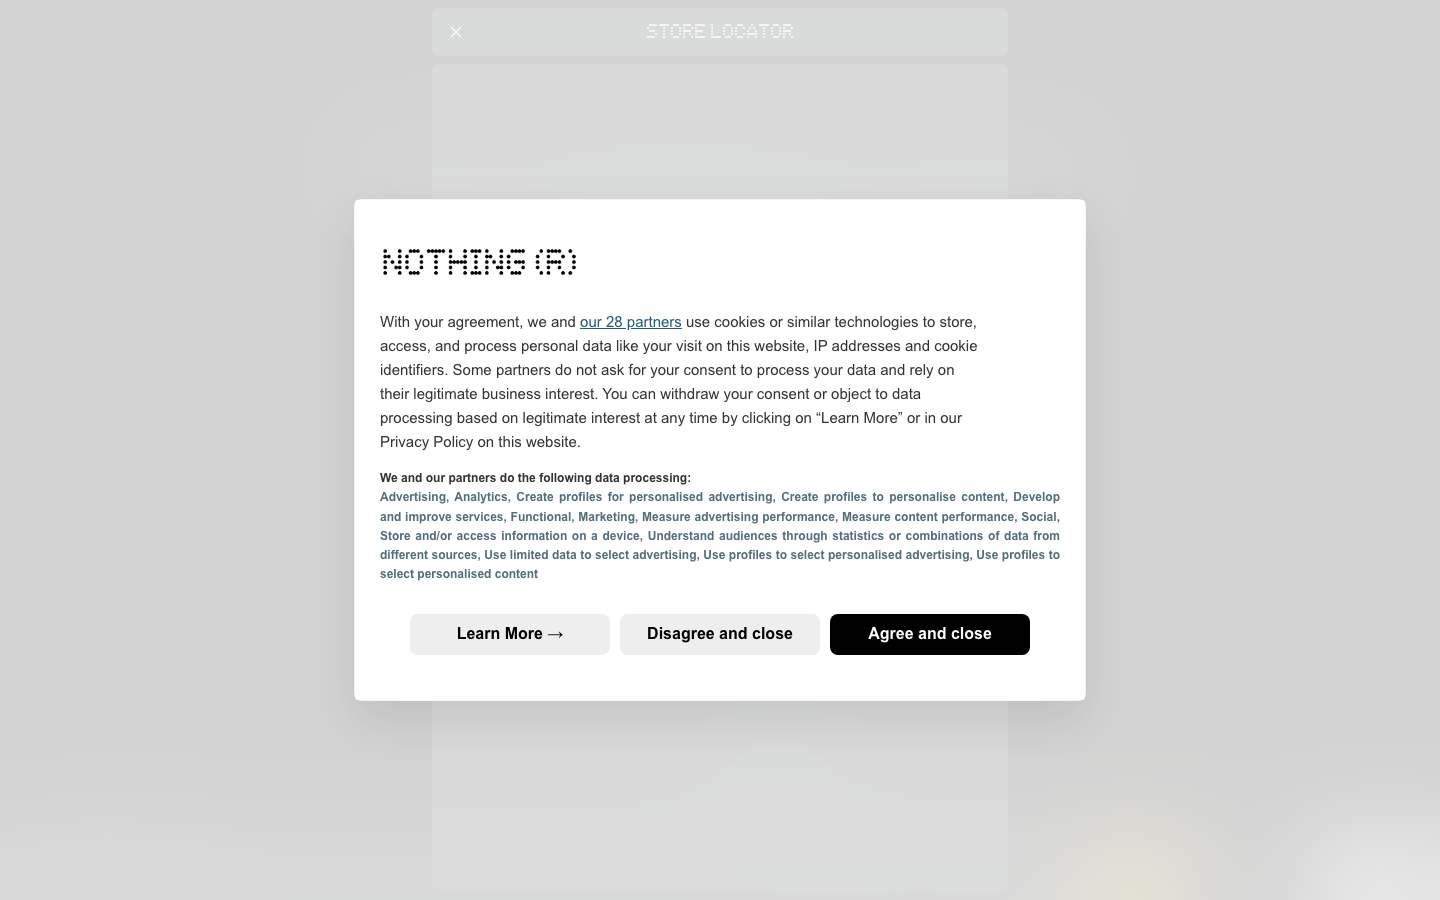 STORE LOCATOR
NOTHING (R)
With your agreement, we and our 28 partners use cookies or similar technologies to store,
access, and process personal data like your visit on this website, IP addresses and cookie
identifiers. Some partners do not ask for your consent to process your data and rely on
their legitimate business interest. You can withdraw your consent or object to data
processing based on legitimate interest at any time by clicking on “Learn More” or in our
Privacy Policy on this website.
We and our partners do the following data processing:
Advertising, Analytics, Create profiles for personalised advertising, Create profiles to personalise content, Develop
and improve services, Functional, Marketing, Measure advertising performance, Measure content performance, Social,
Store and/or access information on a device, Understand audiences through statistics or combinations of data from
different sources, Use limited data to select advertising, Use profiles to select personalised advertising, Use profiles to
select personalised content
Learn More →
Disagree and close
Agree and close